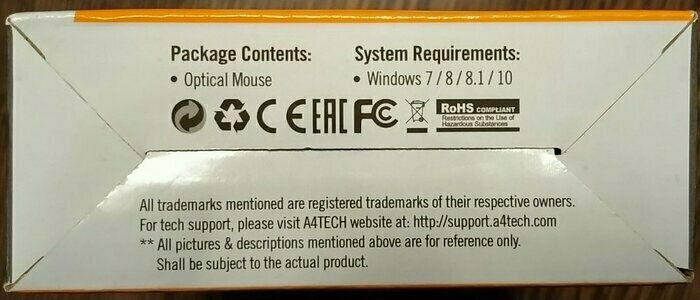 Package Contents:
• Optical Mouse
System Requirements:
• Windows 7 / 8 / 8.1 / 10
CE EAC FC
RoHS COMPLIANT
Restrictions on the Use of
Hazardous Substances
All trademarks mentioned are registered trademarks of their respective owners.
For tech support, please visit A4TECH website at: http://support.a4tech.com
** All pictures & descriptions mentioned above are for reference only.
Shall be subject to the actual product.